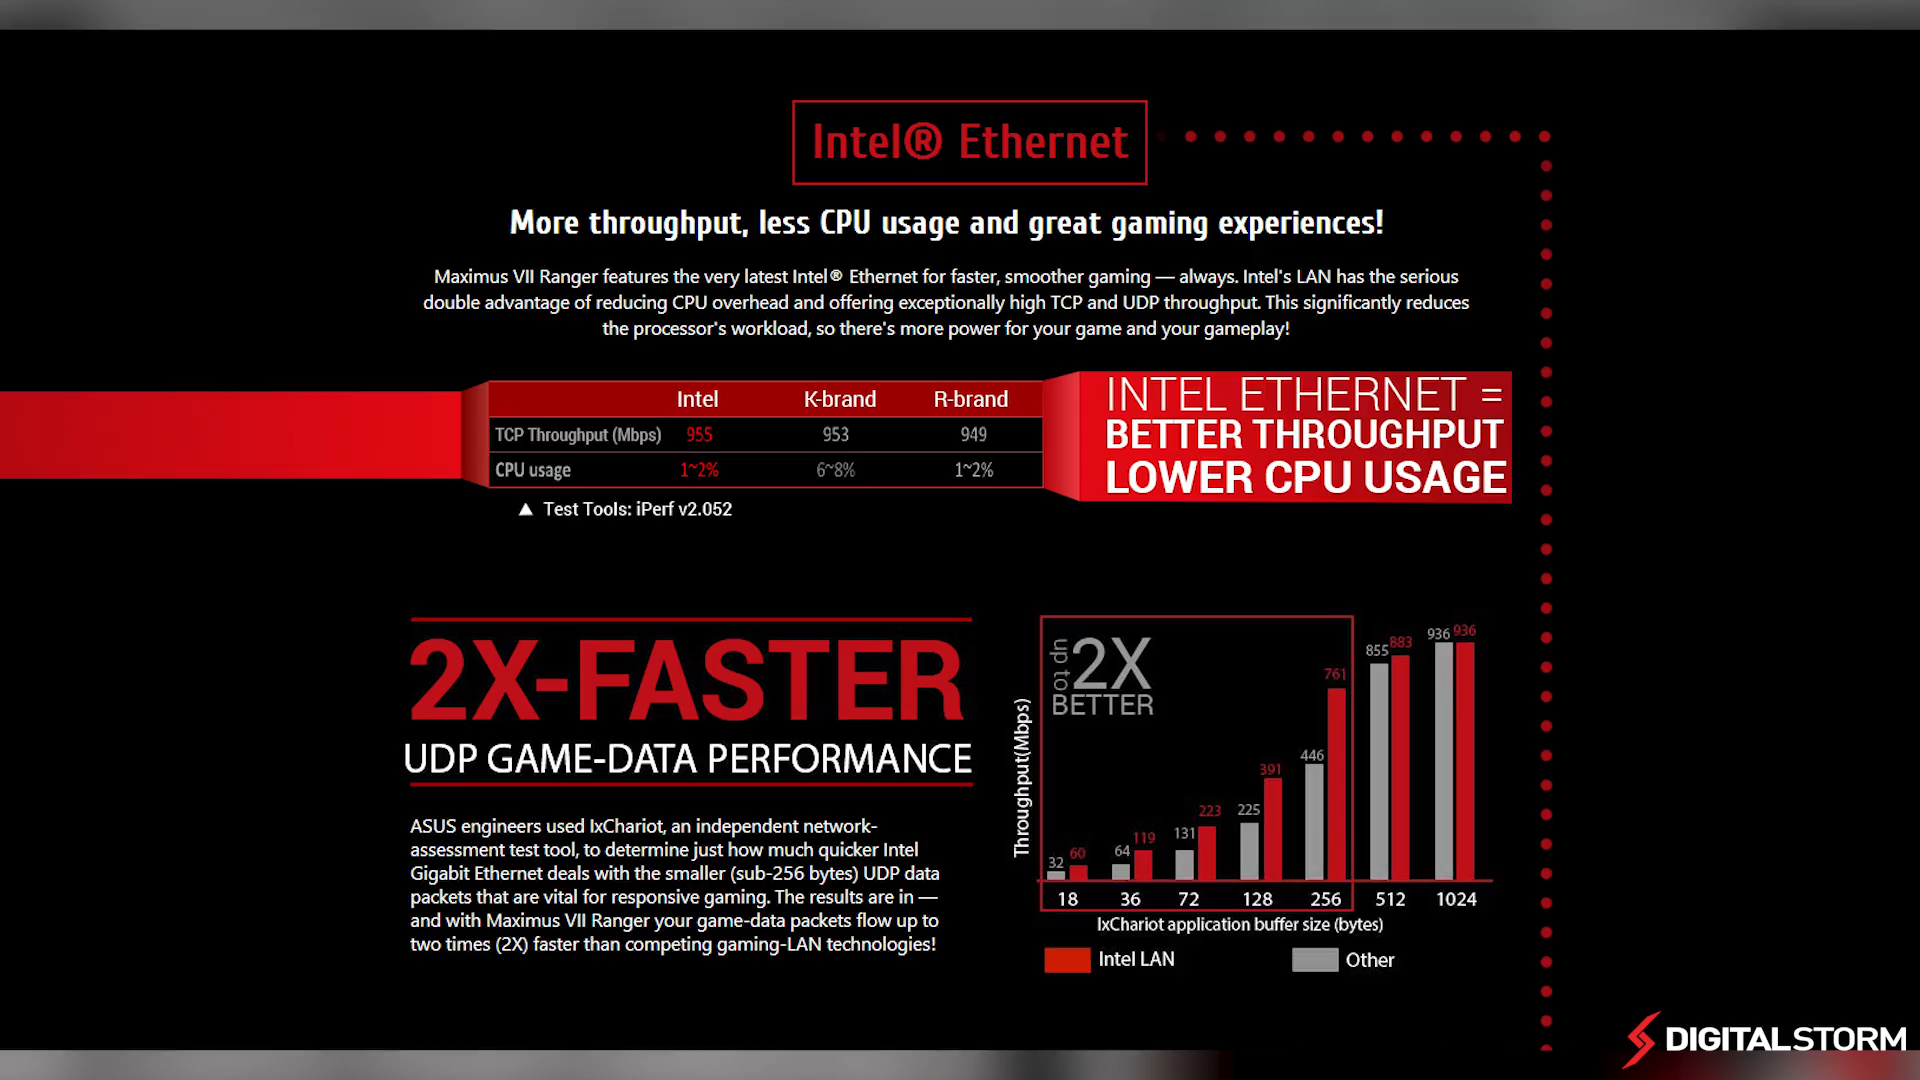 Intel® Ethernet
More throughput, less CPU usage and great gaming experiences!
Maximus VII Ranger features the very latest Intel® Ethernet for faster, smoother gaming — always. Intel's LAN has the serious
double advantage of reducing CPU overhead and offering exceptionally high TCP and UDP throughput. This significantly reduces
the processor's workload, so there's more power for your game and your gameplay!
Intel K-brand R-brand
TCP Throughput (Mbps) 955 953 949
CPU usage 1~2% 6~8% 1~2%
▲ Test Tools: iPerf v2.052
INTEL ETHERNET =
BETTER THROUGHPUT
LOWER CPU USAGE
2X-FASTER
UDP GAME-DATA PERFORMANCE
ASUS engineers used IxChariot, an independent network-
assessment test tool, to determine just how much quicker Intel
Gigabit Ethernet deals with the smaller (sub-256 bytes) UDP data
packets that are vital for responsive gaming. The results are in —
and with Maximus VII Ranger your game-data packets flow up to
two times (2X) faster than competing gaming-LAN technologies!
up to 2X
BETTER
Throughput(Mbps)
32 60 64 119 131 223 225 391 446 761 855 883 936 936
18 36 72 128 256 512 1024
IxChariot application buffer size (bytes)
Intel LAN Other
DIGITALSTORM